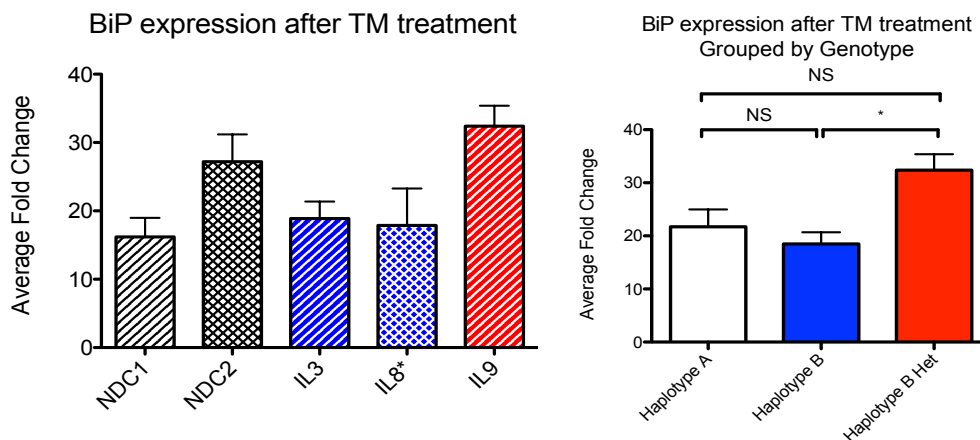 BiP expression after TM treatment
Average Fold Change
40
30
20
10
0
NDC1
NDC2
IL3
IL8*
IL9
BiP expression after TM treatment
Grouped by Genotype
NS
NS
*
Average Fold Change
40
30
20
10
0
Haplotype A
Haplotype B
Haplotype B Het